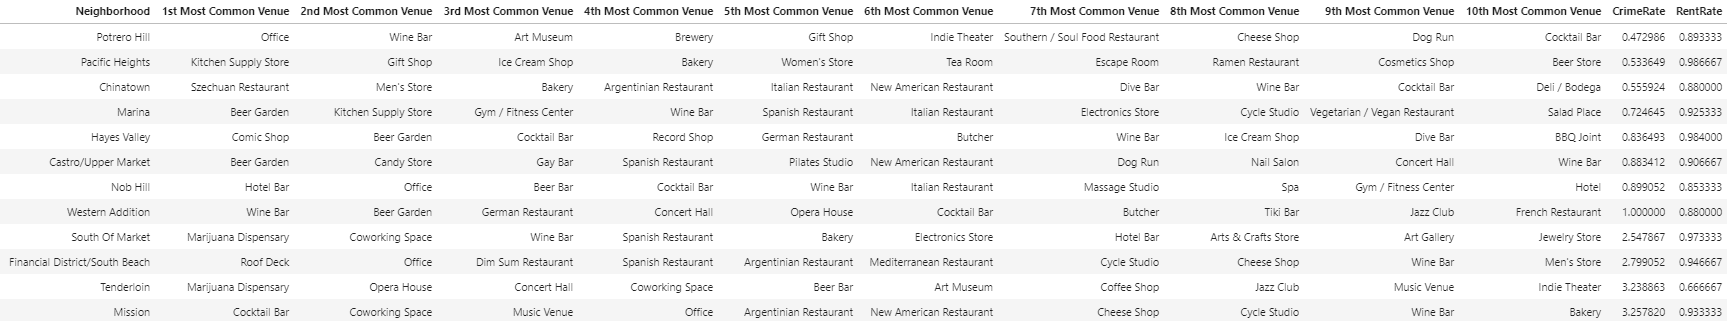 Neighborhood 1st Most Common Venue 2nd Most Common Venue 3rd Most Common Venue 4th Most Common Venue 5th Most Common Venue 6th Most Common Venue 7th Most Common Venue 8th Most Common Venue 9th Most Common Venue 10th Most Common Venue CrimeRate RentRate
Potrero Hill Office Wine Bar Art Museum Brewery Gift Shop Indie Theater Southern / Soul Food Restaurant Cheese Shop Dog Run Cocktail Bar 0.472986 0.893333
Pacific Heights Kitchen Supply Store Gift Shop Ice Cream Shop Bakery Women's Store Tea Room Escape Room Ramen Restaurant Cosmetics Shop Beer Store 0.533649 0.986667
Chinatown Szechuan Restaurant Men's Store Bakery Argentinian Restaurant Italian Restaurant New American Restaurant Dive Bar Wine Bar Cocktail Bar Deli / Bodega 0.555924 0.880000
Marina Beer Garden Kitchen Supply Store Gym / Fitness Center Wine Bar Spanish Restaurant Italian Restaurant Electronics Store Cycle Studio Vegetarian / Vegan Restaurant Salad Place 0.724645 0.925333
Hayes Valley Comic Shop Beer Garden Cocktail Bar Record Shop German Restaurant Butcher Wine Bar Ice Cream Shop Dive Bar BBQ Joint 0.836493 0.984000
Castro/Upper Market Beer Garden Candy Store Gay Bar Spanish Restaurant Pilates Studio New American Restaurant Dog Run Nail Salon Concert Hall Wine Bar 0.883412 0.906667
Nob Hill Hotel Bar Office Beer Bar Cocktail Bar Wine Bar Italian Restaurant Massage Studio Spa Gym / Fitness Center Hotel 0.899052 0.853333
Western Addition Wine Bar Beer Garden German Restaurant Concert Hall Opera House Cocktail Bar Butcher Tiki Bar Jazz Club French Restaurant 1.000000 0.880000
South Of Market Marijuana Dispensary Coworking Space Wine Bar Spanish Restaurant Bakery Electronics Store Hotel Bar Arts & Crafts Store Art Gallery Jewelry Store 2.547867 0.973333
Financial District/South Beach Roof Deck Office Dim Sum Restaurant Spanish Restaurant Argentinian Restaurant Mediterranean Restaurant Cycle Studio Cheese Shop Wine Bar Men's Store 2.799052 0.946667
Tenderloin Marijuana Dispensary Opera House Concert Hall Coworking Space Beer Bar Art Museum Coffee Shop Jazz Club Music Venue Indie Theater 3.238863 0.666667
Mission Cocktail Bar Coworking Space Music Venue Office Argentinian Restaurant New American Restaurant Cheese Shop Cycle Studio Wine Bar Bakery 3.257820 0.933333